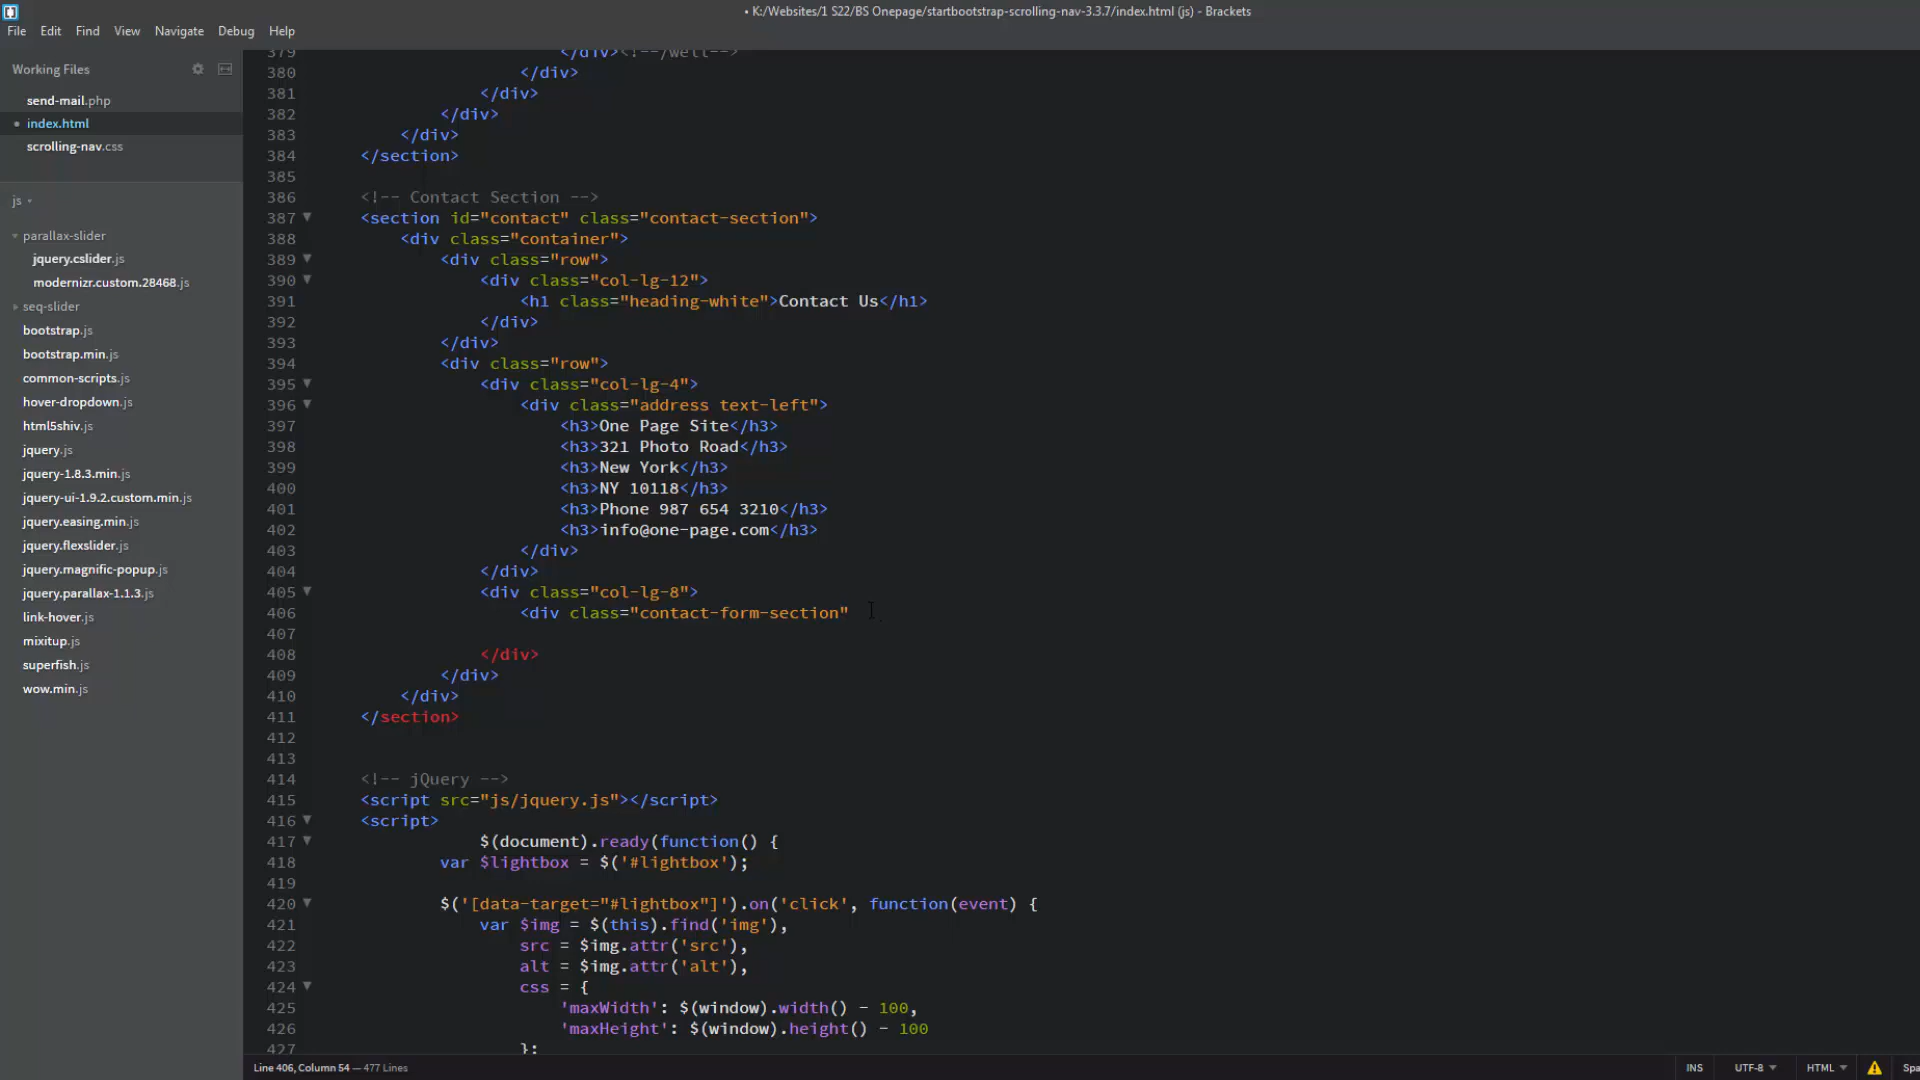 • K:/Websites/1 S22/BS Onepage/startbootstrap-scrolling-nav-3.3.7/index.html (js) - Brackets
File Edit Find View Navigate Debug Help
Working Files
send-mail.php
• index.html
scrolling-nav.css
js
parallax-slider
jquery.cslider.js
modernizr.custom.28468.js
seq-slider
bootstrap.js
bootstrap.min.js
common-scripts.js
hover-dropdown.js
html5shiv.js
jquery.js
jquery-1.8.3.min.js
jquery-ui-1.9.2.custom.min.js
jquery.easing.min.js
jquery.flexslider.js
jquery.magnific-popup.js
jquery.parallax-1.1.3.js
link-hover.js
mixitup.js
superfish.js
wow.min.js
379 </div><!--/well-->
380 </div>
381 </div>
382 </div>
383 </div>
384 </section>
385
386 <!-- Contact Section -->
387 <section id="contact" class="contact-section">
388 <div class="container">
389 <div class="row">
390 <div class="col-lg-12">
391 <h1 class="heading-white">Contact Us</h1>
392 </div>
393 </div>
394 <div class="row">
395 <div class="col-lg-4">
396 <div class="address text-left">
397 <h3>One Page Site</h3>
398 <h3>321 Photo Road</h3>
399 <h3>New York</h3>
400 <h3>NY 10118</h3>
401 <h3>Phone 987 654 3210</h3>
402 <h3>info@one-page.com</h3>
403 </div>
404 </div>
405 <div class="col-lg-8">
406 <div class="contact-form-section"
407
408 </div>
409 </div>
410 </div>
411 </section>
412
413
414 <!-- jQuery -->
415 <script src="js/jquery.js"></script>
416 <script>
417 $(document).ready(function() {
418 var $lightbox = $('#lightbox');
419
420 $('[data-target="#lightbox"]').on('click', function(event) {
421 var $img = $(this).find('img'),
422 src = $img.attr('src'),
423 alt = $img.attr('alt'),
424 css = {
425 'maxWidth': $(window).width() - 100,
426 'maxHeight': $(window).height() - 100
427 };
Line 406, Column 54 — 477 Lines
INS UTF-8 HTML Spa